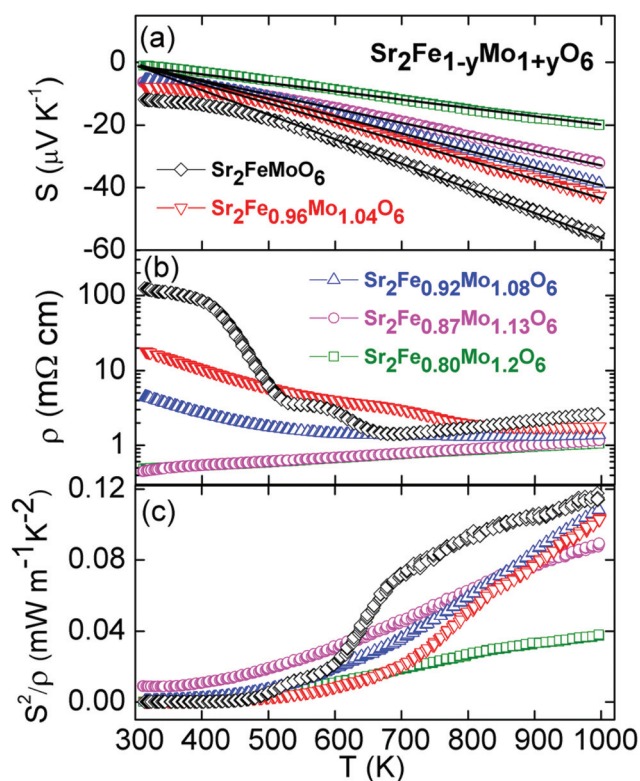 (a)
Sr2Fe1-yMo1+yO6
0
-20
-40
-60
S (μV K-1)
Sr2FeMoO6
Sr2Fe0.96Mo1.04O6
(b)
100
10
1
ρ (mΩ cm)
Sr2Fe0.92Mo1.08O6
Sr2Fe0.87Mo1.13O6
Sr2Fe0.80Mo1.2O6
(c)
0.12
0.08
0.04
0.00
S2/ρ (mW m-1K-2)
300 400 500 600 700 800 900 1000
T (K)